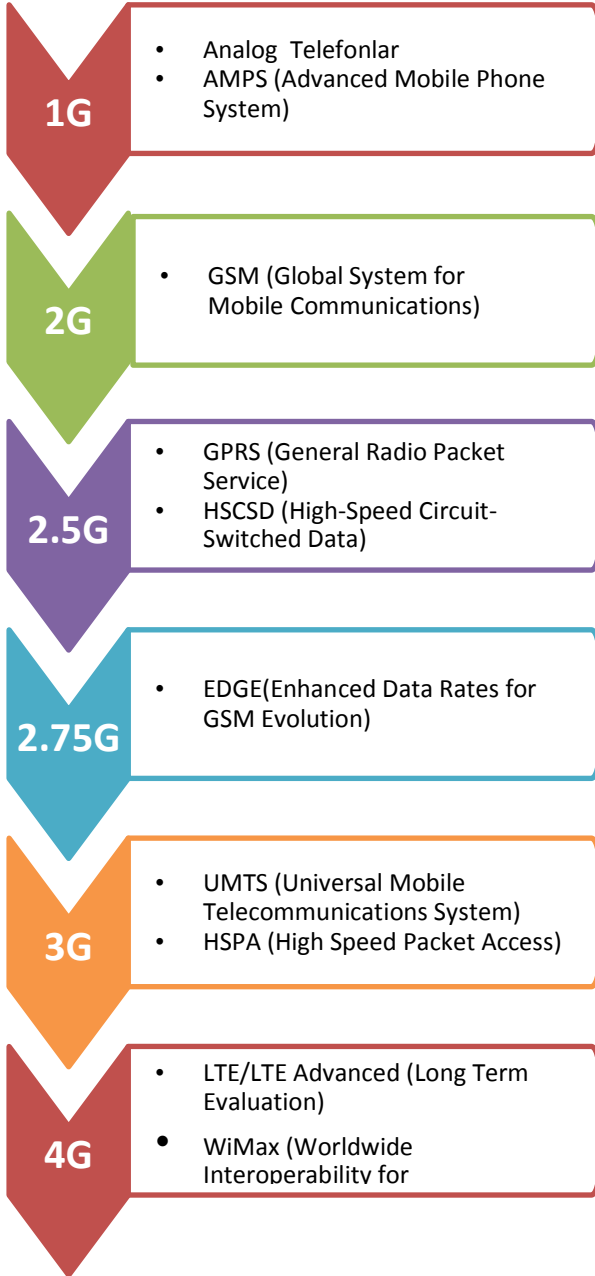 1G
• Analog Telefonlar
• AMPS (Advanced Mobile Phone
System)
2G
• GSM (Global System for
Mobile Communications)
2.5G
• GPRS (General Radio Packet
Service)
• HSCSD (High-Speed Circuit-
Switched Data)
2.75G
• EDGE(Enhanced Data Rates for
GSM Evolution)
3G
• UMTS (Universal Mobile
Telecommunications System)
• HSPA (High Speed Packet Access)
4G
• LTE/LTE Advanced (Long Term
Evaluation)
• WiMax (Worldwide
Interoperability for